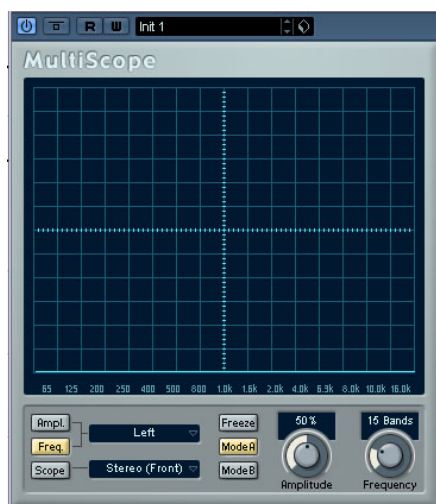 R W Init 1
MultiScope
65 125 200 250 400 500 800 1.0k 1.6k 2.0k 4.0k 6.3k 8.0k 10.0k 16.0k
Ampl. Left Freeze 50% 15 Bands
Freq. ModeA
Scope Stereo (Front) ModeB
Amplitude Frequency